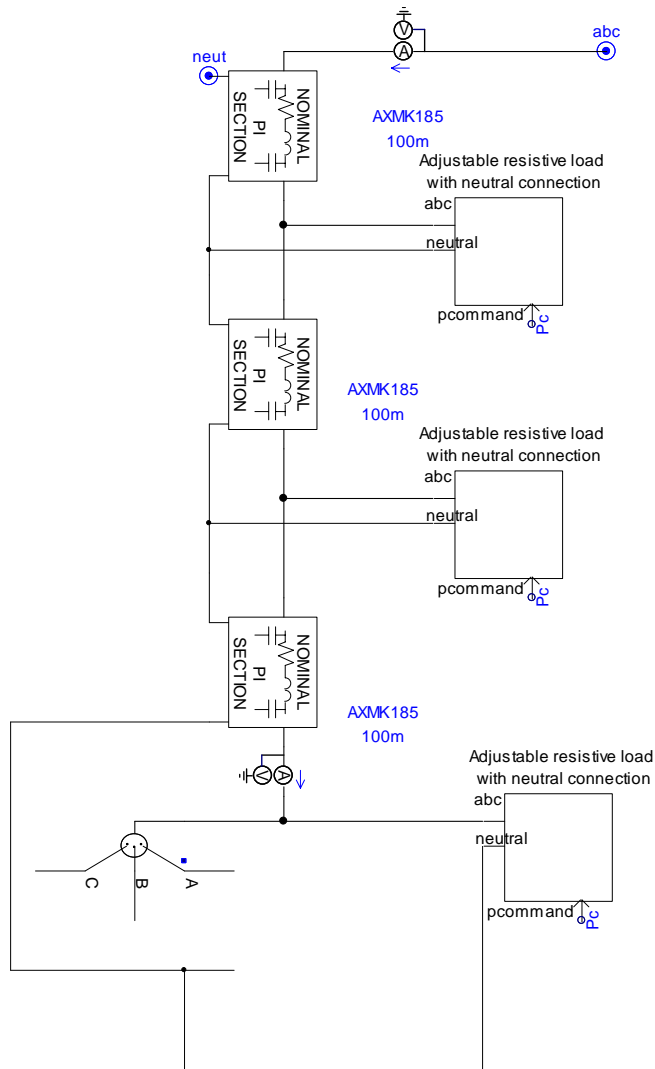 abc
V
A
neut
NOMINAL
PI
SECTION
AXMK185
100m
Adjustable resistive load
with neutral connection
abc
neutral
pcommand
Pc
NOMINAL
PI
SECTION
AXMK185
100m
Adjustable resistive load
with neutral connection
abc
neutral
pcommand
Pc
NOMINAL
PI
SECTION
AXMK185
100m
V
A
Adjustable resistive load
with neutral connection
abc
neutral
pcommand
Pc
C
B
A